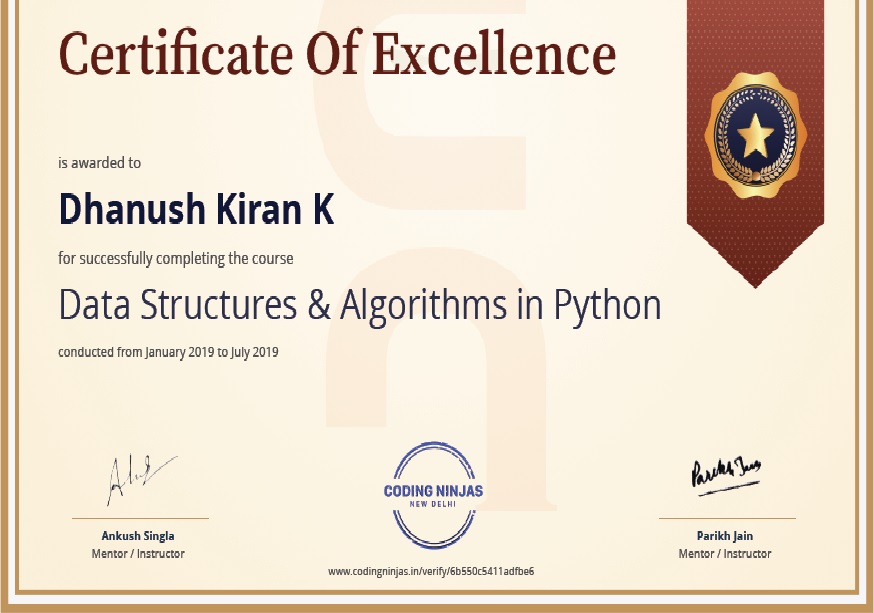 Certificate Of Excellence
is awarded to
Dhanush Kiran K
for successfully completing the course
Data Structures & Algorithms in Python
conducted from January 2019 to July 2019
Parikh Jain
CODING NINJAS
NEW DELHI
Ankush Singla
Mentor / Instructor
Parikh Jain
Mentor / Instructor
www.codingninjas.in/verify/6b550c5411adfbe6